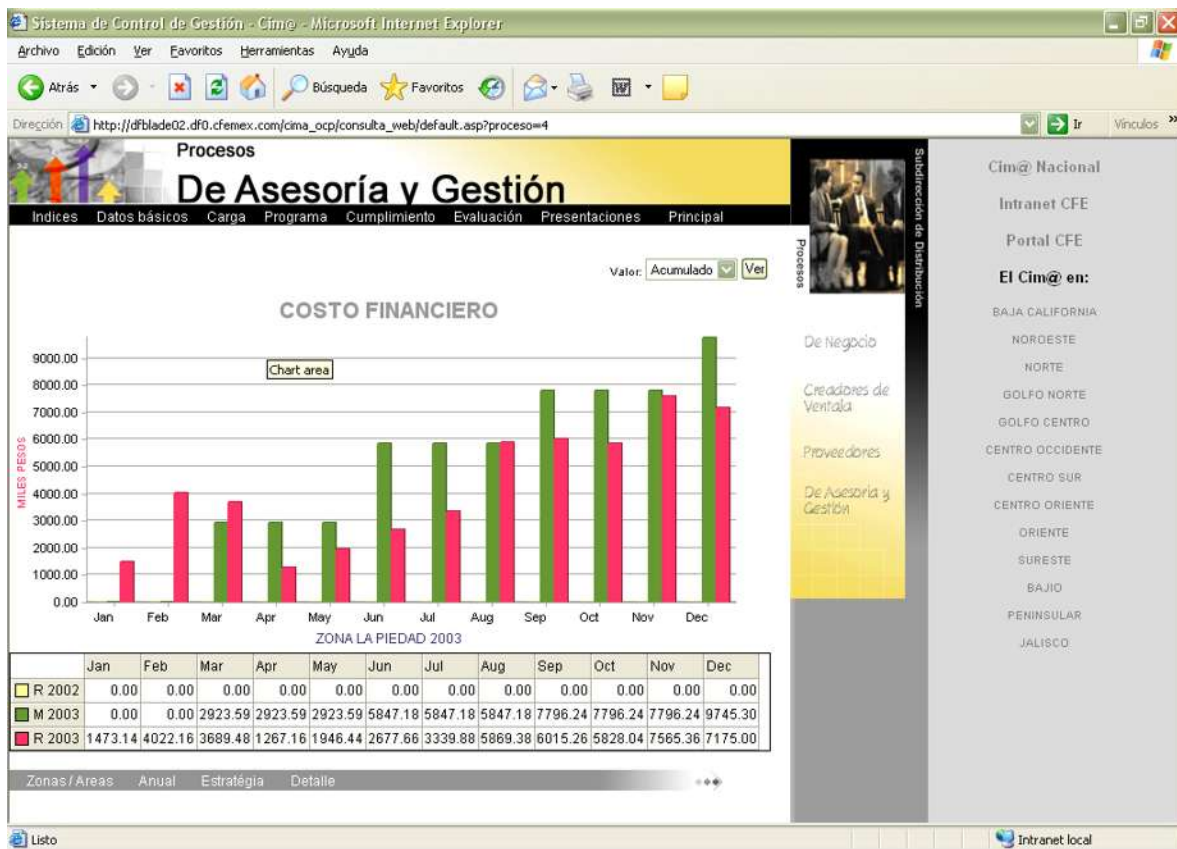 Sistema de Control de Gestión - Cim@ - Microsoft Internet Explorer
Archivo Edición Ver Favoritos Herramientas Ayuda
Atrás Búsqueda Favoritos
Dirección http://dfblade02.df0.cfemex.com/cima_ocp/consulta_web/default.asp?proceso=4 Ir Vínculos »
Procesos
De Asesoría y Gestión
Indices Datos básicos Carga Programa Cumplimiento Evaluación Presentaciones Principal
Valor: Acumulado Ver
COSTO FINANCIERO
Chart area
MILES PESOS
9000.00
8000.00
7000.00
6000.00
5000.00
4000.00
3000.00
2000.00
1000.00
0.00
Jan Feb Mar Apr May Jun Jul Aug Sep Oct Nov Dec
ZONA LA PIEDAD 2003
Jan Feb Mar Apr May Jun Jul Aug Sep Oct Nov Dec
R 2002 0.00 0.00 0.00 0.00 0.00 0.00 0.00 0.00 0.00 0.00 0.00 0.00
M 2003 0.00 0.00 2923.59 2923.59 2923.59 5847.18 5847.18 5847.18 7796.24 7796.24 7796.24 9745.30
R 2003 1473.14 4022.16 3689.48 1267.16 1946.44 2677.66 3339.88 5869.38 6015.26 5828.04 7565.36 7175.00
Zonas/Areas Anual Estratégia Detalle
Procesos
Subdirección de Distribución
De Negocio
Creadores de
Ventaja
Proveedores
De Asesoría y
Gestión
Cim@ Nacional
Intranet CFE
Portal CFE
El Cim@ en:
BAJA CALIFORNIA
NOROESTE
NORTE
GOLFO NORTE
GOLFO CENTRO
CENTRO OCCIDENTE
CENTRO SUR
CENTRO ORIENTE
ORIENTE
SURESTE
BAJIO
PENINSULAR
JALISCO
Listo
Intranet local